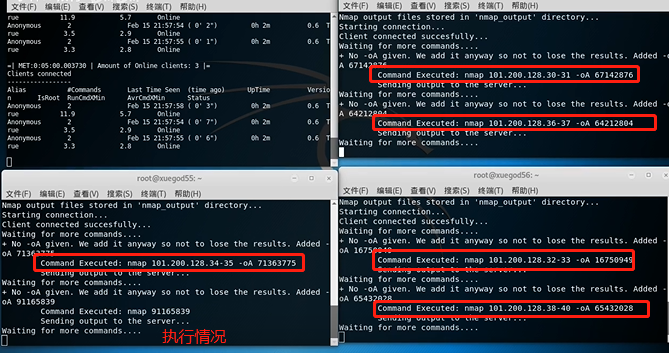 文件(F) 编辑(E) 查看(V) 搜索(S) 终端(T) 帮助(H)
rue 11.9 5.7 Online
Anonymous 2 Feb 15 21:57:54 ( 0' 2") 0h 2m 0.6 T
rue 3.5 2.9 Online
Anonymous 2 Feb 15 21:57:55 ( 0' 1") 0h 2m 0.6 T
rue 3.3 2.8 Online
=| MET:0:05:00.003730 | Amount of Online clients: 3 |=
Clients connected
-----------------
Alias #Commands Last Time Seen (time ago) UpTime Versio
n IsRoot RunCmdXMin AvrCmdXMin Status
Anonymous 2 Feb 15 21:57:58 ( 0' 3") 0h 2m 0.6 T
rue 11.9 5.7 Online
Anonymous 2 Feb 15 21:57:54 ( 0' 7") 0h 2m 0.6 T
rue 3.5 2.9 Online
Anonymous 2 Feb 15 21:57:55 ( 0' 6") 0h 2m 0.6 T
rue 3.3 2.8 Online
文件(F) 编辑(E) 查看(V) 搜索(S) 终端(T) 帮助(H)
Nmap output files stored in 'nmap_output' directory...
Starting connection...
Client connected succesfully...
Waiting for more commands....
+ No -oA given. We add it anyway so not to lose the results. Added -o
A 67142876
Command Executed: nmap 101.200.128.30-31 -oA 67142876
Sending output to the server...
Waiting for more commands....
+ No -oA given. We add it anyway so not to lose the results. Added -o
A 64212804
Command Executed: nmap 101.200.128.36-37 -oA 64212804
Sending output to the server...
Waiting for more commands....
root@xuegod55: ~
文件(F) 编辑(E) 查看(V) 搜索(S) 终端(T) 帮助(H)
Nmap output files stored in 'nmap_output' directory...
Starting connection...
Client connected succesfully...
Waiting for more commands....
+ No -oA given. We add it anyway so not to lose the results. Added -
oA 71363775
Command Executed: nmap 101.200.128.34-35 -oA 71363775
Sending output to the server...
Waiting for more commands....
+ No -oA given. We add it anyway so not to lose the results. Added -
oA 91165839
Command Executed: nmap -oA 91165839
Sending output to the server...
Waiting for more commands....
执行情况
root@xuegod56: ~
文件(F) 编辑(E) 查看(V) 搜索(S) 终端(T) 帮助(H)
Nmap output files stored in 'nmap_output' directory...
Starting connection...
Client connected succesfully...
Waiting for more commands....
+ No -oA given. We add it anyway so not to lose the results. Added -
oA 16750949
Command Executed: nmap 101.200.128.32-33 -oA 16750949
Sending output to the server...
Waiting for more commands....
+ No -oA given. We add it anyway so not to lose the results. Added -
oA 65432028
Command Executed: nmap 101.200.128.38-40 -oA 65432028
Sending output to the server...
Waiting for more commands....